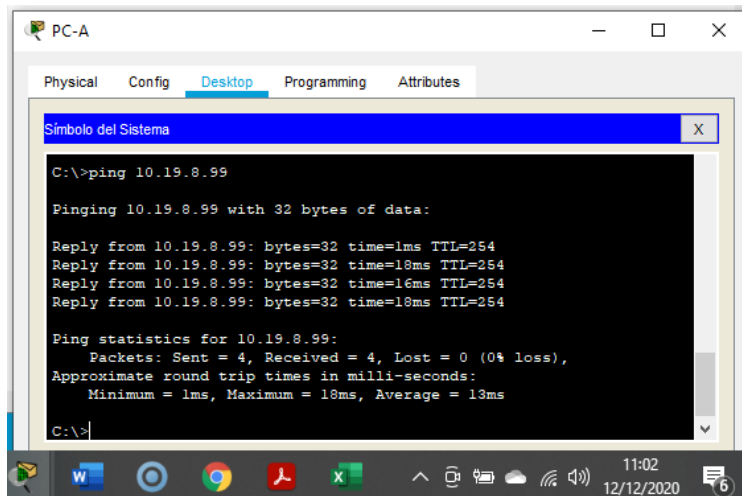 PC-A
Physical Config Desktop Programming Attributes
Símbolo del Sistema X
C:\>ping 10.19.8.99
Pinging 10.19.8.99 with 32 bytes of data:
Reply from 10.19.8.99: bytes=32 time=1ms TTL=254
Reply from 10.19.8.99: bytes=32 time=18ms TTL=254
Reply from 10.19.8.99: bytes=32 time=16ms TTL=254
Reply from 10.19.8.99: bytes=32 time=18ms TTL=254
Ping statistics for 10.19.8.99:
Packets: Sent = 4, Received = 4, Lost = 0 (0% loss),
Approximate round trip times in milli-seconds:
Minimum = 1ms, Maximum = 18ms, Average = 13ms
C:\>
11:02
12/12/2020
6